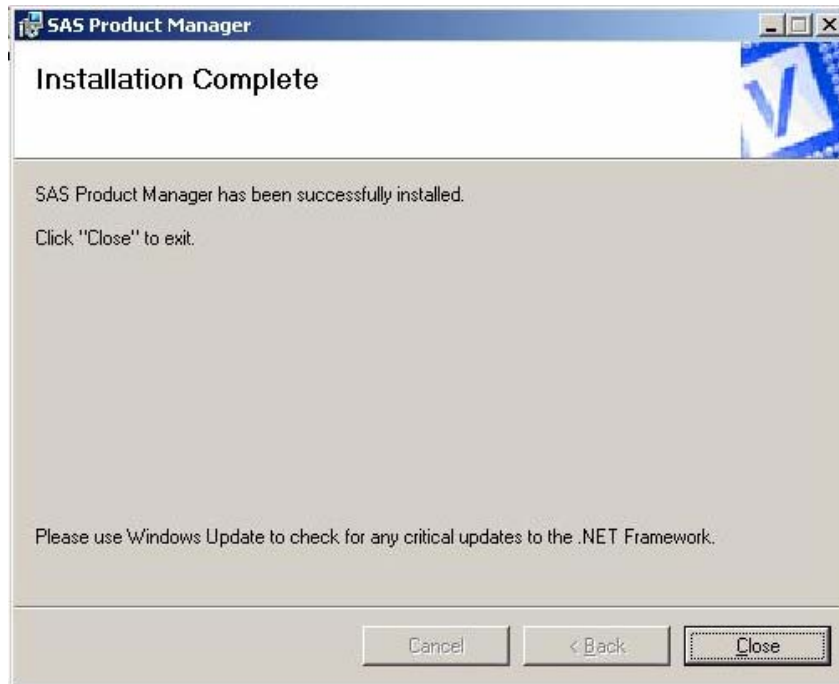 SAS Product Manager
Installation Complete
V
SAS Product Manager has been successfully installed.
Click "Close" to exit.
Please use Windows Update to check for any critical updates to the .NET Framework.
Cancel
< Back
Close